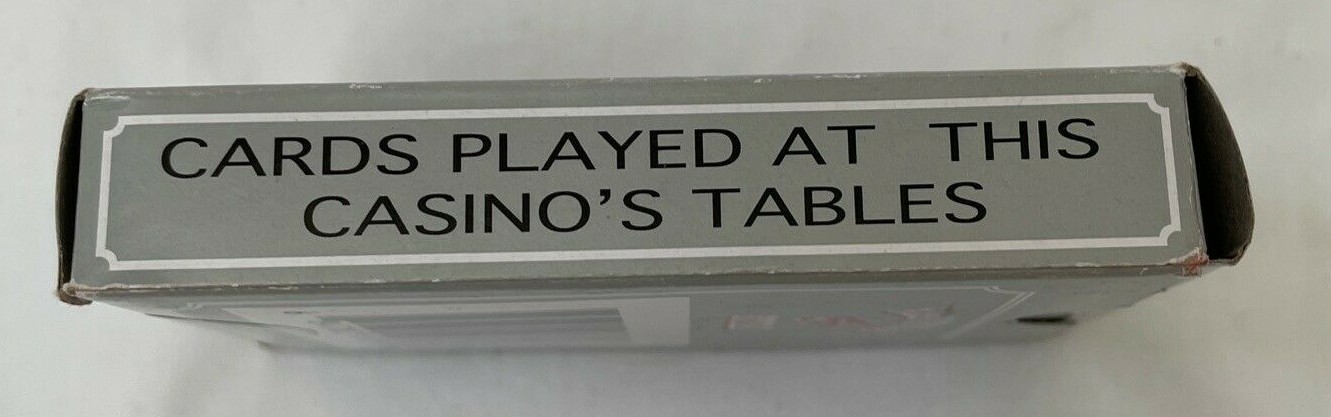 CARDS PLAYED AT THIS
CASINO'S TABLES